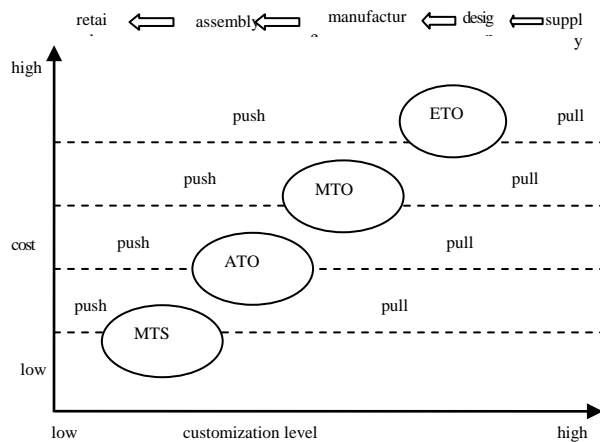 retai assembly manufactur desig suppl
y
high
push ETO pull
push MTO pull
cost push pull
ATO
push pull
MTS
low
low customization level high